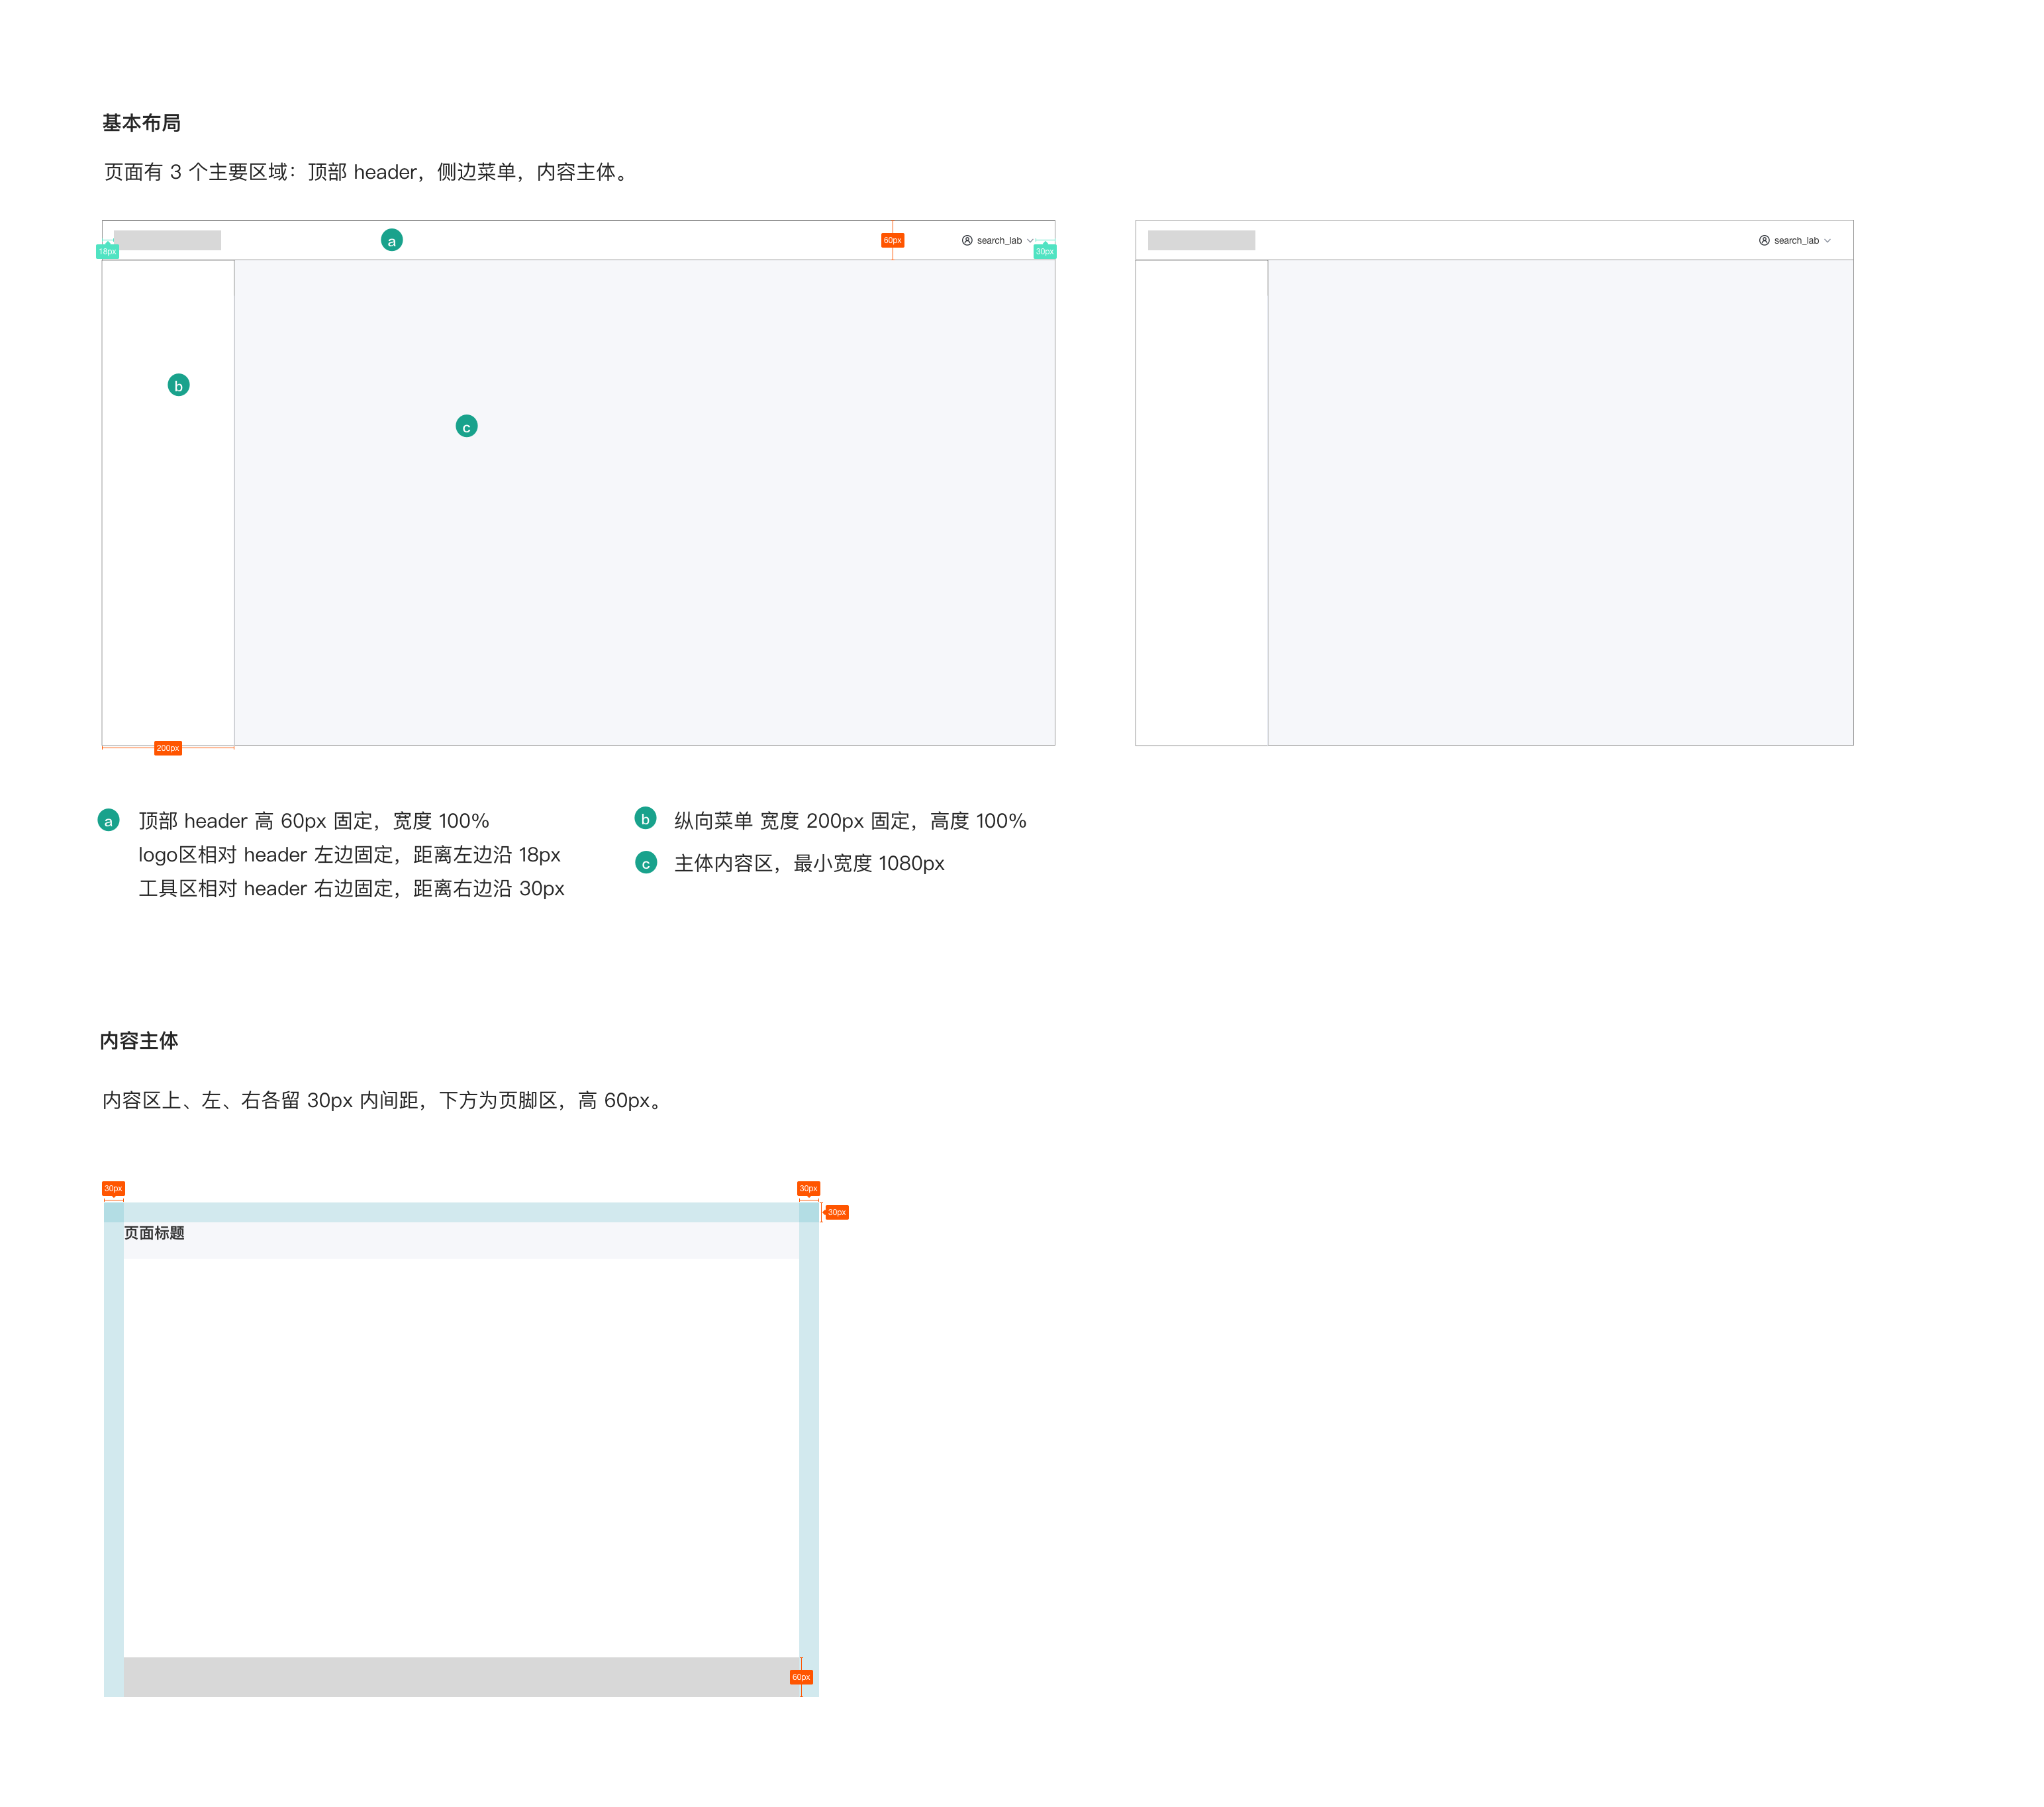 基本布局
页面有 3 个主要区域：顶部 header，侧边菜单，内容主体。
18px
a
60px
search_lab
30px
search_lab
b
c
200px
a
顶部 header 高 60px 固定，宽度 100%
logo区相对 header 左边固定，距离左边沿 18px
工具区相对 header 右边固定，距离右边沿 30px
b
纵向菜单 宽度 200px 固定，高度 100%
c
主体内容区，最小宽度 1080px
内容主体
内容区上、左、右各留 30px 内间距，下方为页脚区，高 60px。
30px
30px
30px
页面标题
60px